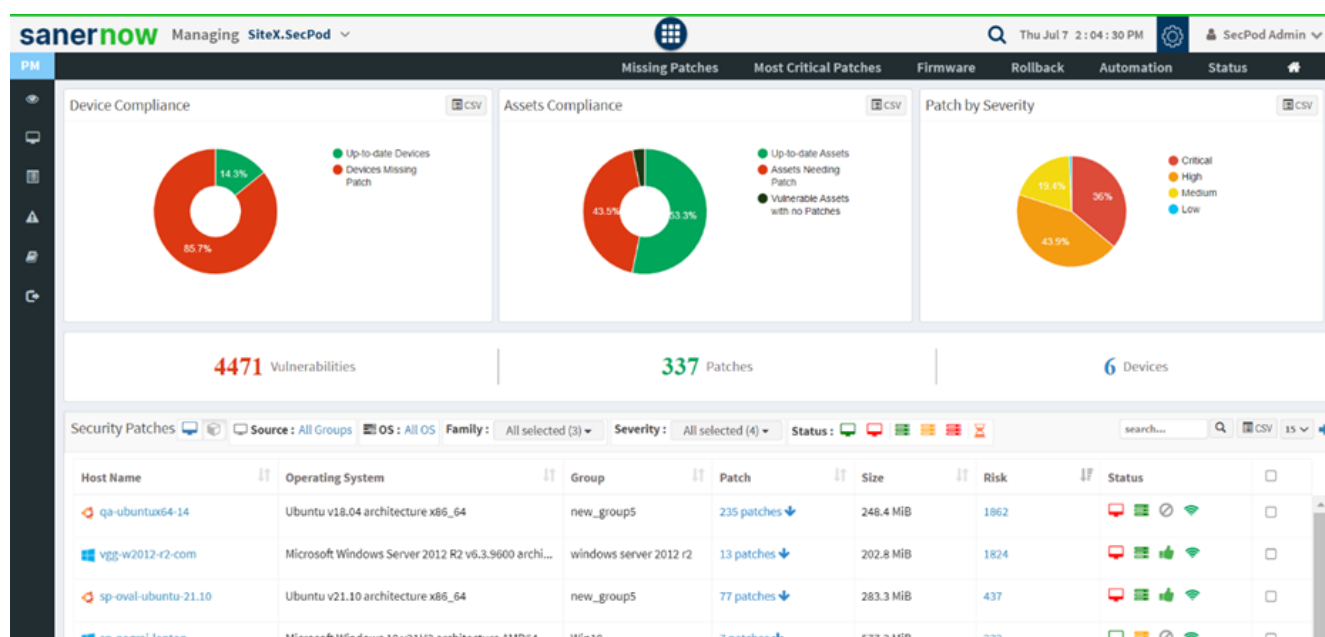 sanernow Managing SiteX.SecPod Thu Jul 7 2:04:30 PM SecPod Admin
PM Missing Patches Most Critical Patches Firmware Rollback Automation Status
Device Compliance CSV Assets Compliance CSV Patch by Severity CSV
Up-to-date Devices
Devices Missing
Patch
14.3%
85.7%
Up-to-date Assets
Assets Needing
Patch
Vulnerable Assets
with no Patches
43.5% 53.3%
Critical
High
Medium
Low
19.4% 36%
43.9%
4471 Vulnerabilities 337 Patches 6 Devices
Security Patches Source : All Groups OS : All OS Family : All selected (3) Severity : All selected (4) Status : search... CSV 15
Host Name Operating System Group Patch Size Risk Status
qa-ubuntux64-14 Ubuntu v18.04 architecture x86_64 new_group5 235 patches 248.4 MiB 1862
vgg-w2012-r2-com Microsoft Windows Server 2012 R2 v6.3.9600 archi... windows server 2012 r2 13 patches 202.8 MiB 1824
sp-oval-ubuntu-21.10 Ubuntu v21.10 architecture x86_64 new_group5 77 patches 283.3 MiB 437